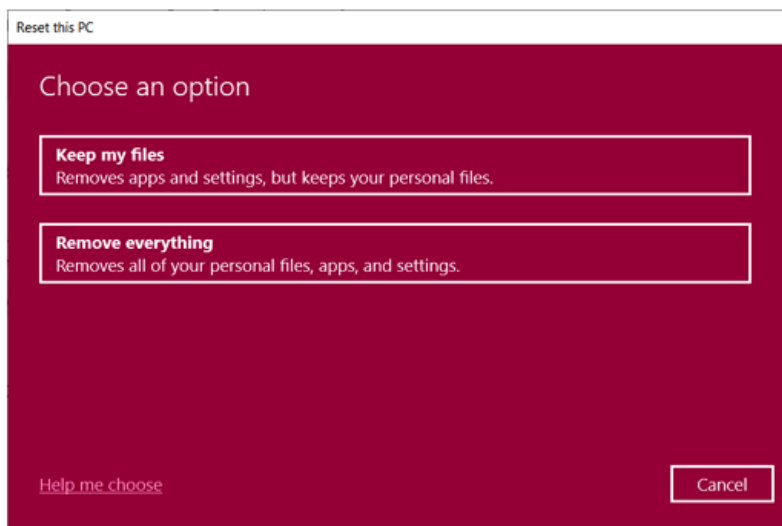 Reset this PC
Choose an option
Keep my files
Removes apps and settings, but keeps your personal files.
Remove everything
Removes all of your personal files, apps, and settings.
Help me choose
Cancel